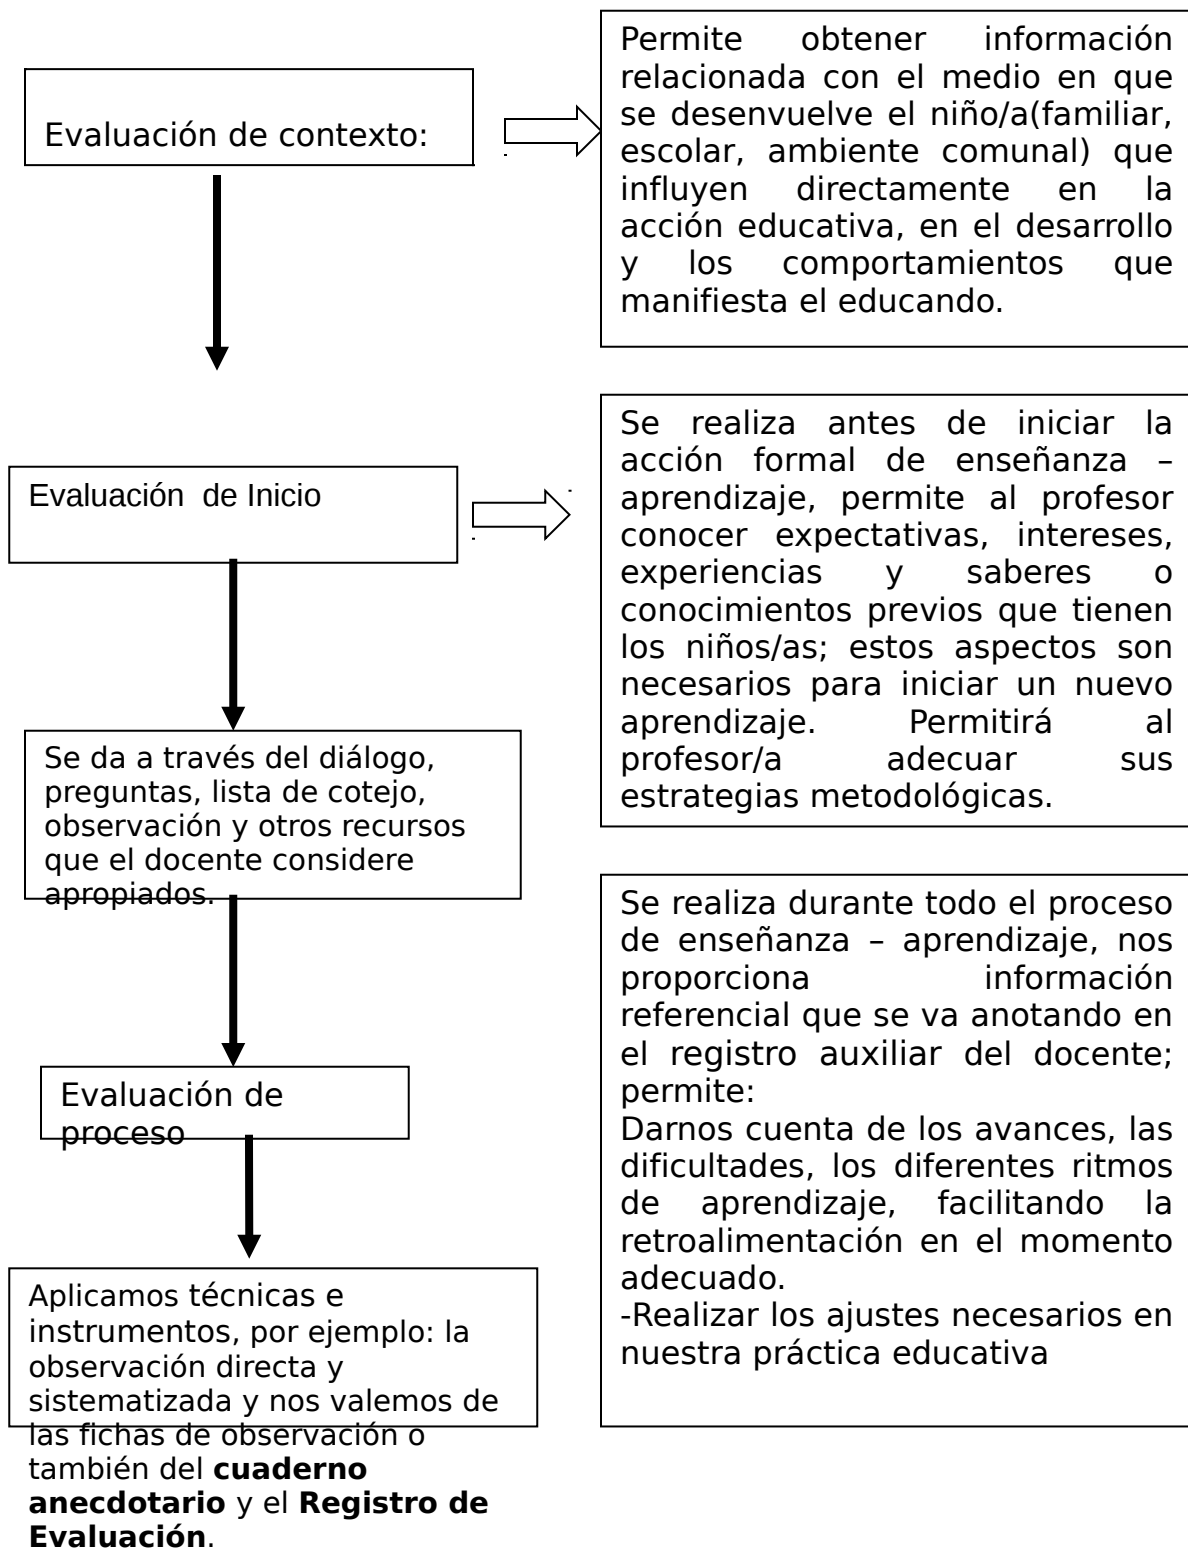 Evaluación de contexto:
Permite obtener información
relacionada con el medio en que
se desenvuelve el niño/a(familiar,
escolar, ambiente comunal) que
influyen directamente en la
acción educativa, en el desarrollo
y los comportamientos que
manifiesta el educando.
Evaluación de Inicio
Se realiza antes de iniciar la
acción formal de enseñanza –
aprendizaje, permite al profesor
conocer expectativas, intereses,
experiencias y saberes o
conocimientos previos que tienen
los niños/as; estos aspectos son
necesarios para iniciar un nuevo
aprendizaje. Permitirá al
profesor/a adecuar sus
estrategias metodológicas.
Se da a través del diálogo,
preguntas, lista de cotejo,
observación y otros recursos
que el docente considere
apropiados.
Evaluación de
proceso
Se realiza durante todo el proceso
de enseñanza – aprendizaje, nos
proporciona información
referencial que se va anotando en
el registro auxiliar del docente;
permite:
Darnos cuenta de los avances, las
dificultades, los diferentes ritmos
de aprendizaje, facilitando la
retroalimentación en el momento
adecuado.
-Realizar los ajustes necesarios en
nuestra práctica educativa
Aplicamos técnicas e
instrumentos, por ejemplo: la
observación directa y
sistematizada y nos valemos de
las fichas de observación o
también del cuaderno
anecdotario y el Registro de
Evaluación.